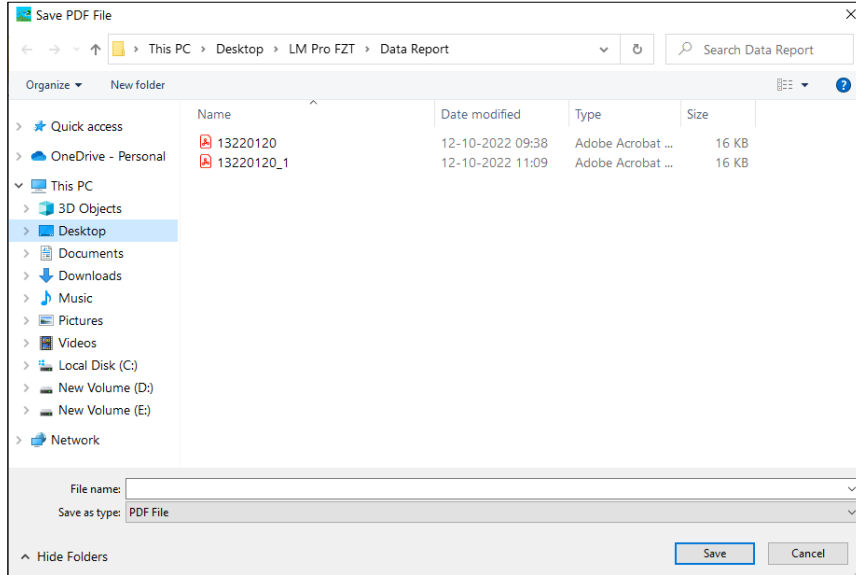 Save PDF File
This PC > Desktop > LM Pro FZT > Data Report
Search Data Report
Organize
New folder
Name Date modified Type Size
Quick access
OneDrive - Personal
This PC
3D Objects
Desktop
Documents
Downloads
Music
Pictures
Videos
Local Disk (C:)
New Volume (D:)
New Volume (E:)
Network
13220120 12-10-2022 09:38 Adobe Acrobat ... 16 KB
13220120_1 12-10-2022 11:09 Adobe Acrobat ... 16 KB
File name:
Save as type: PDF File
Hide Folders
Save
Cancel